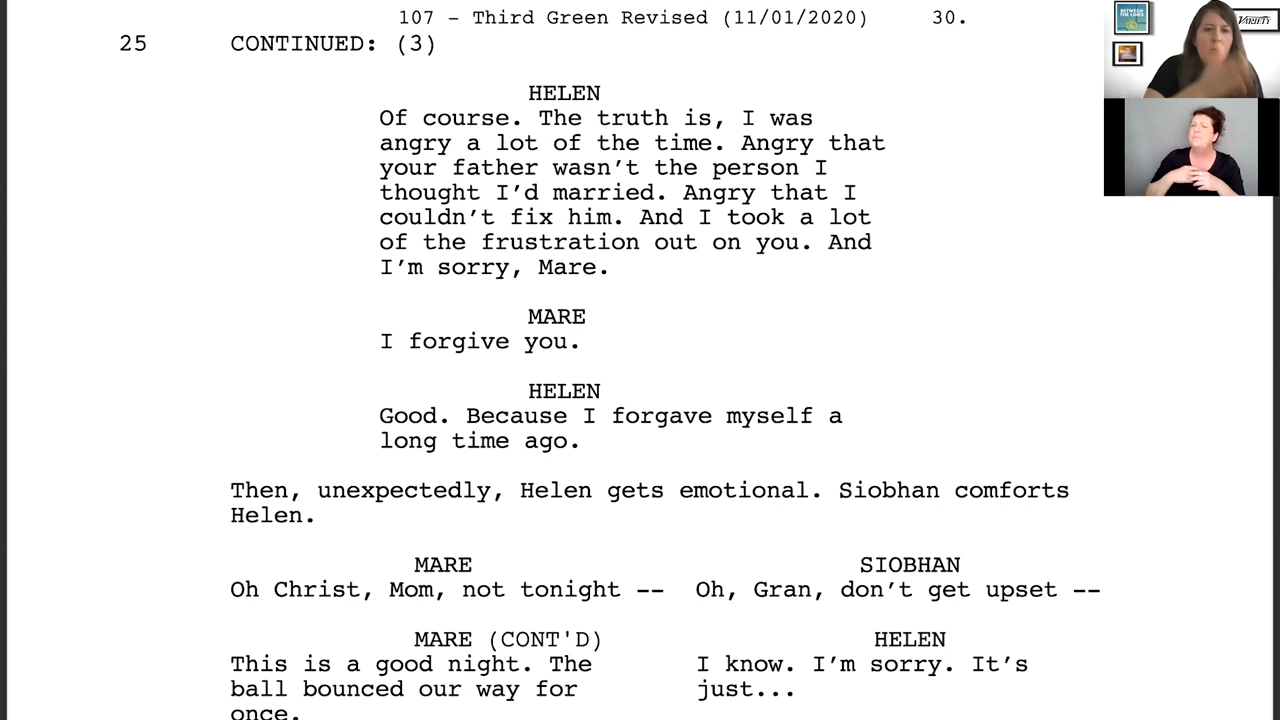 107 - Third Green Revised (11/01/2020) 30.
25 CONTINUED: (3)
HELEN
Of course. The truth is, I was
angry a lot of the time. Angry that
your father wasn't the person I
thought I'd married. Angry that I
couldn't fix him. And I took a lot
of the frustration out on you. And
I'm sorry, Mare.
MARE
I forgive you.
HELEN
Good. Because I forgave myself a
long time ago.
Then, unexpectedly, Helen gets emotional. Siobhan comforts
Helen.
MARE
Oh Christ, Mom, not tonight --
SIOBHAN
Oh, Gran, don't get upset --
MARE (CONT'D)
This is a good night. The
ball bounced our way for
once.
HELEN
I know. I'm sorry. It's
just...
BETWEEN
THE LINES
VARIETY